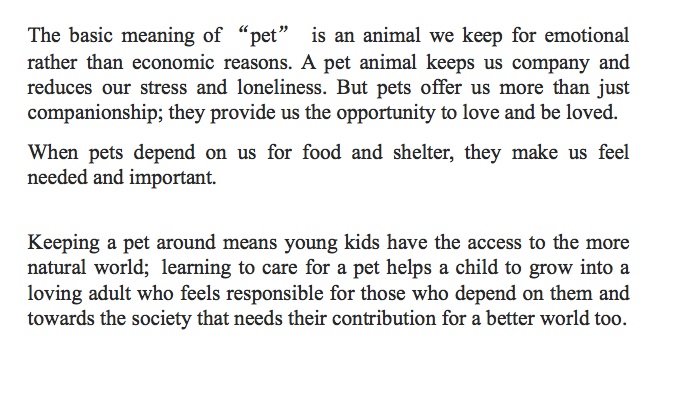 The basic meaning of “pet” is an animal we keep for emotional
rather than economic reasons. A pet animal keeps us company and
reduces our stress and loneliness. But pets offer us more than just
companionship; they provide us the opportunity to love and be loved.
When pets depend on us for food and shelter, they make us feel
needed and important.
Keeping a pet around means young kids have the access to the more
natural world; learning to care for a pet helps a child to grow into a
loving adult who feels responsible for those who depend on them and
towards the society that needs their contribution for a better world too.